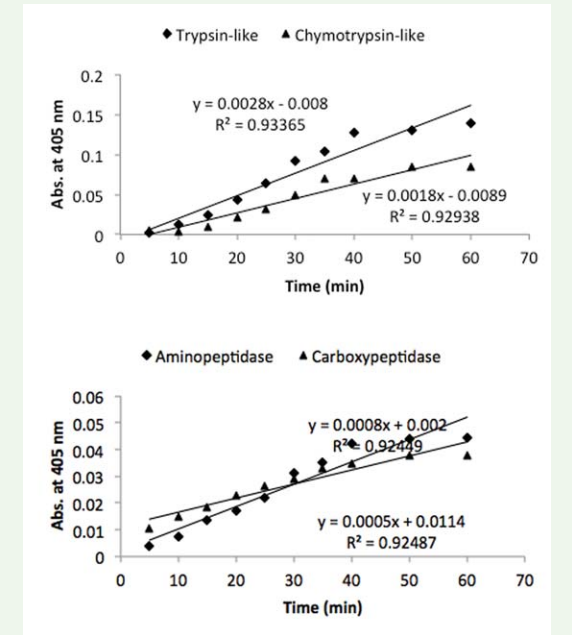 Trypsin-like Chymotrypsin-like
0.2
0.15
0.1
0.05
0
Abs. at 405 nm
y = 0.0028x - 0.008
R² = 0.93365
y = 0.0018x - 0.0089
R² = 0.92938
0 10 20 30 40 50 60 70
Time (min)
Aminopeptidase Carboxypeptidase
0.06
0.05
0.04
0.03
0.02
0.01
0
Abs. at 405 nm
y = 0.0008x + 0.002
R² = 0.92449
y = 0.0005x + 0.0114
R² = 0.92487
0 10 20 30 40 50 60 70
Time (min)